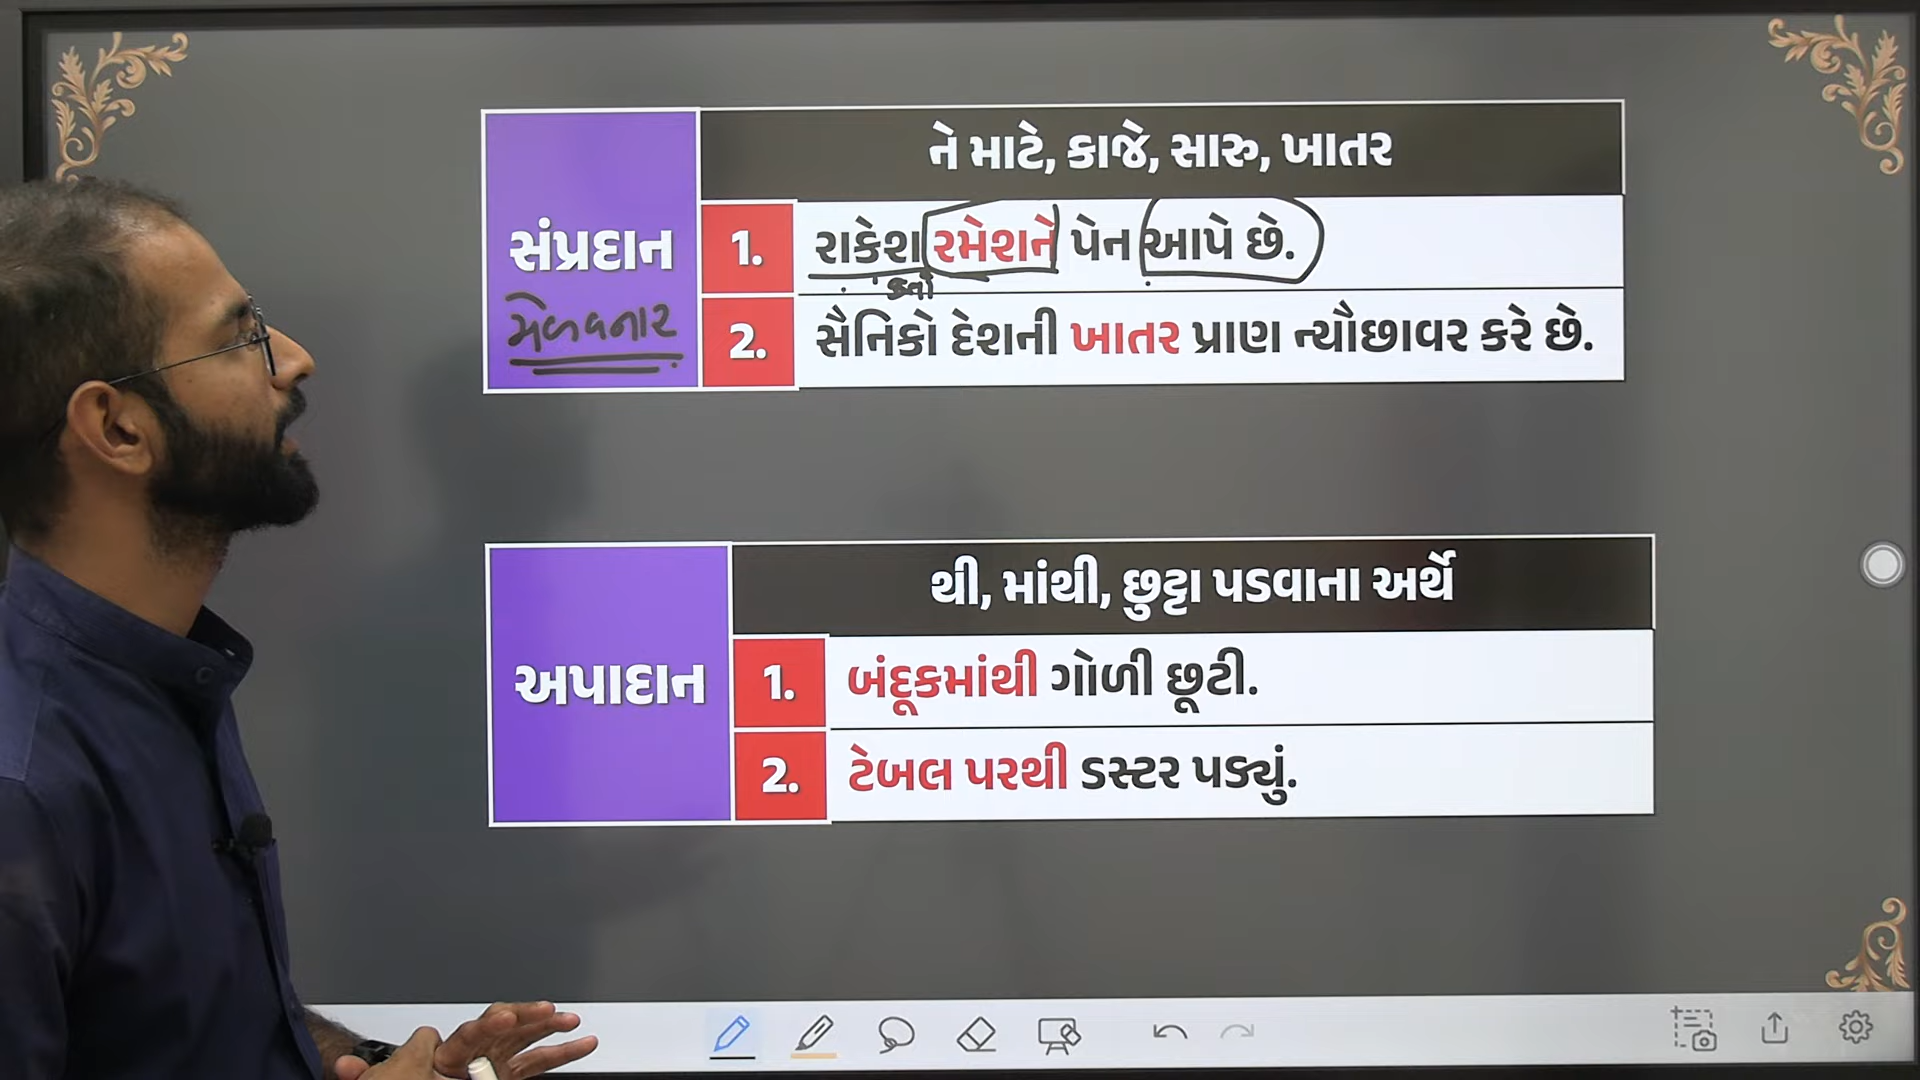 ને માટે, કાજે, સારુ, ખાતર
સંપ્રદાન
મેળવનાર
1. રાકેશ રમેશને પેન આપે છે.
કર્તા
2. સૈનિકો દેશની ખાતર પ્રાણ ન્યૌછાવર કરે છે.
થી, માંથી, છુટ્ટા પડવાના અર્થે
અપાદાન
1. બંદૂકમાંથી ગોળી છૂટી.
2. ટેબલ પરથી ડસ્ટર પડ્યું.